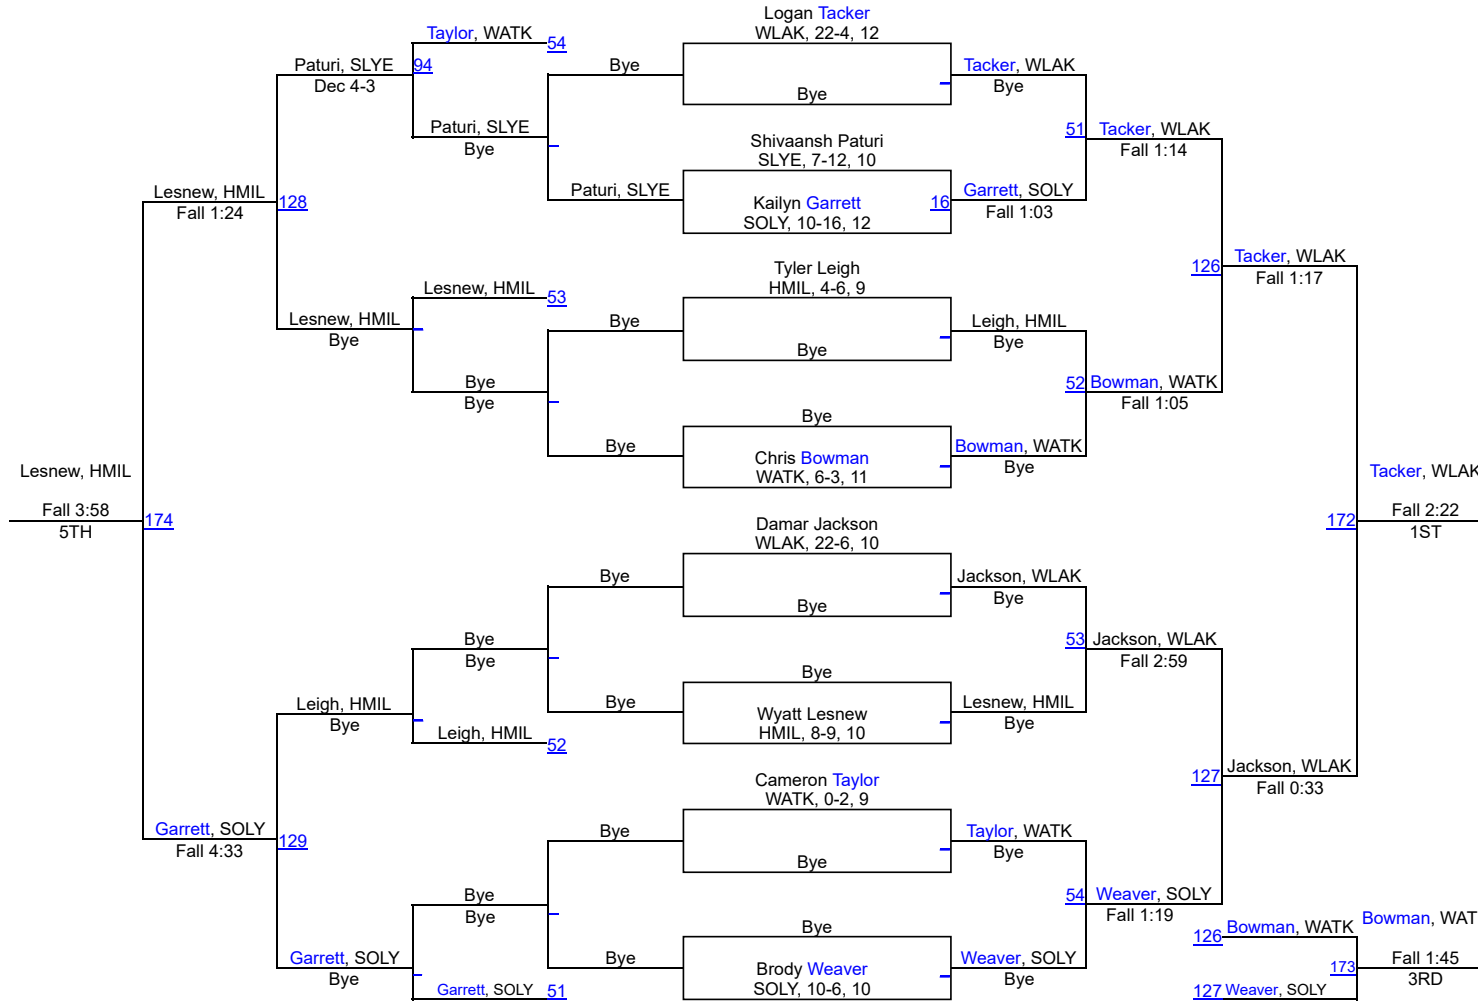 Logan Tacker
WLAK, 22-4, 12
Bye
Shivaansh Paturi
SLYE, 7-12, 10
Kailyn Garrett
SOLY, 10-16, 12
Tyler Leigh
HMIL, 4-6, 9
Bye
Bye
Chris Bowman
WATK, 6-3, 11
Damar Jackson
WLAK, 22-6, 10
Bye
Bye
Wyatt Lesnew
HMIL, 8-9, 10
Cameron Taylor
WATK, 0-2, 9
Bye
Bye
Brody Weaver
SOLY, 10-6, 10
Tacker, WLAK
Bye
16
Garrett, SOLY
Fall 1:03
Leigh, HMIL
Bye
Bowman, WATK
Bye
Jackson, WLAK
Bye
Lesnew, HMIL
Bye
Taylor, WATK
Bye
Weaver, SOLY
Bye
51
Tacker, WLAK
Fall 1:14
52
Bowman, WATK
Fall 1:05
53
Jackson, WLAK
Fall 2:59
54
Weaver, SOLY
Fall 1:19
126
Tacker, WLAK
Fall 1:17
127
Jackson, WLAK
Fall 0:33
172
Tacker, WLAK
Fall 2:22
1ST
126
Bowman, WATK
127
Weaver, SOLY
173
Bowman, WAT
Fall 1:45
3RD
Bye
Paturi, SLYE
Bye
Bye
Bye
Bye
Bye
Bye
Taylor, WATK
54
Paturi, SLYE
Bye
Lesnew, HMIL
53
Bye
Bye
Bye
Bye
Leigh, HMIL
52
Bye
Bye
Garrett, SOLY
51
94
Paturi, SLYE
Dec 4-3
Lesnew, HMIL
Bye
Leigh, HMIL
Bye
Garrett, SOLY
Bye
128
Lesnew, HMIL
Fall 1:24
129
Garrett, SOLY
Fall 4:33
174
Lesnew, HMIL
Fall 3:58
5TH